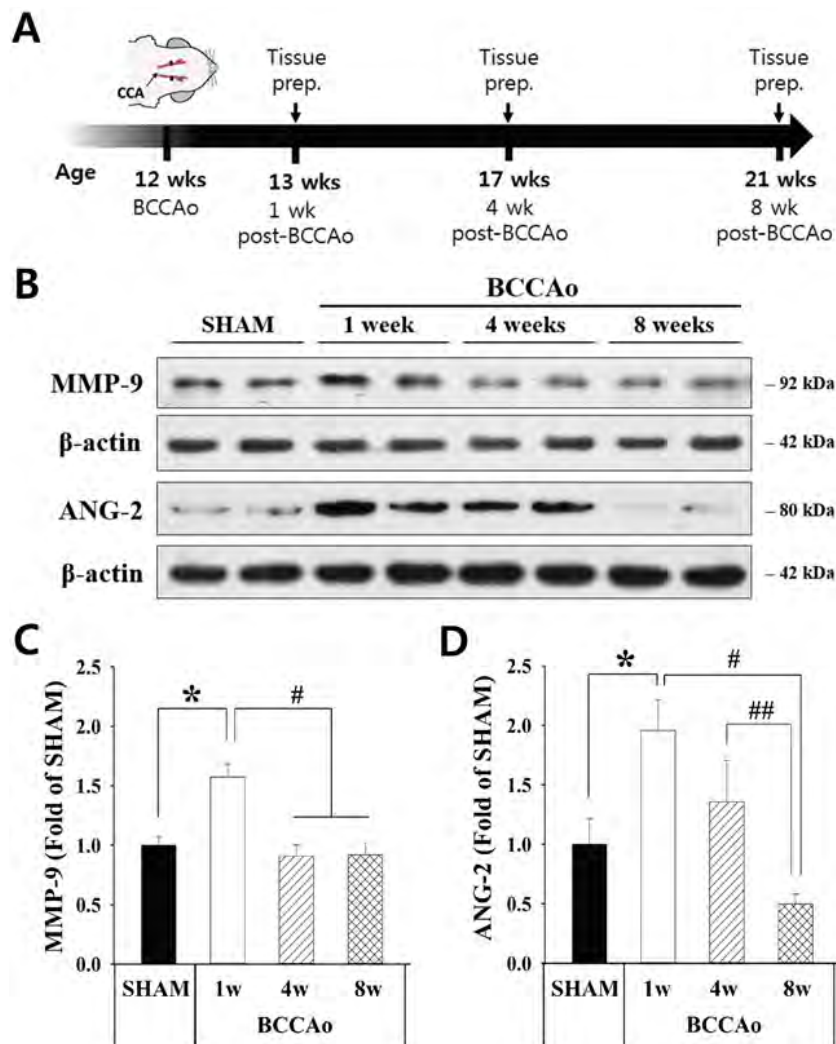 A
CCA
Tissue prep. Tissue prep. Tissue prep.
Age
12 wks 13 wks 17 wks 21 wks
BCCAo 1 wk 4 wk 8 wk
post-BCCAo post-BCCAo post-BCCAo
B
BCCAo
SHAM 1 week 4 weeks 8 weeks
MMP-9 – 92 kDa
β-actin – 42 kDa
ANG-2 – 80 kDa
β-actin – 42 kDa
C
MMP-9 (Fold of SHAM)
2.5
2.0
1.5
1.0
0.5
0.0
* #
SHAM 1w 4w 8w
BCCAo
D
ANG-2 (Fold of SHAM)
2.5
2.0
1.5
1.0
0.5
0.0
* #
##
SHAM 1w 4w 8w
BCCAo